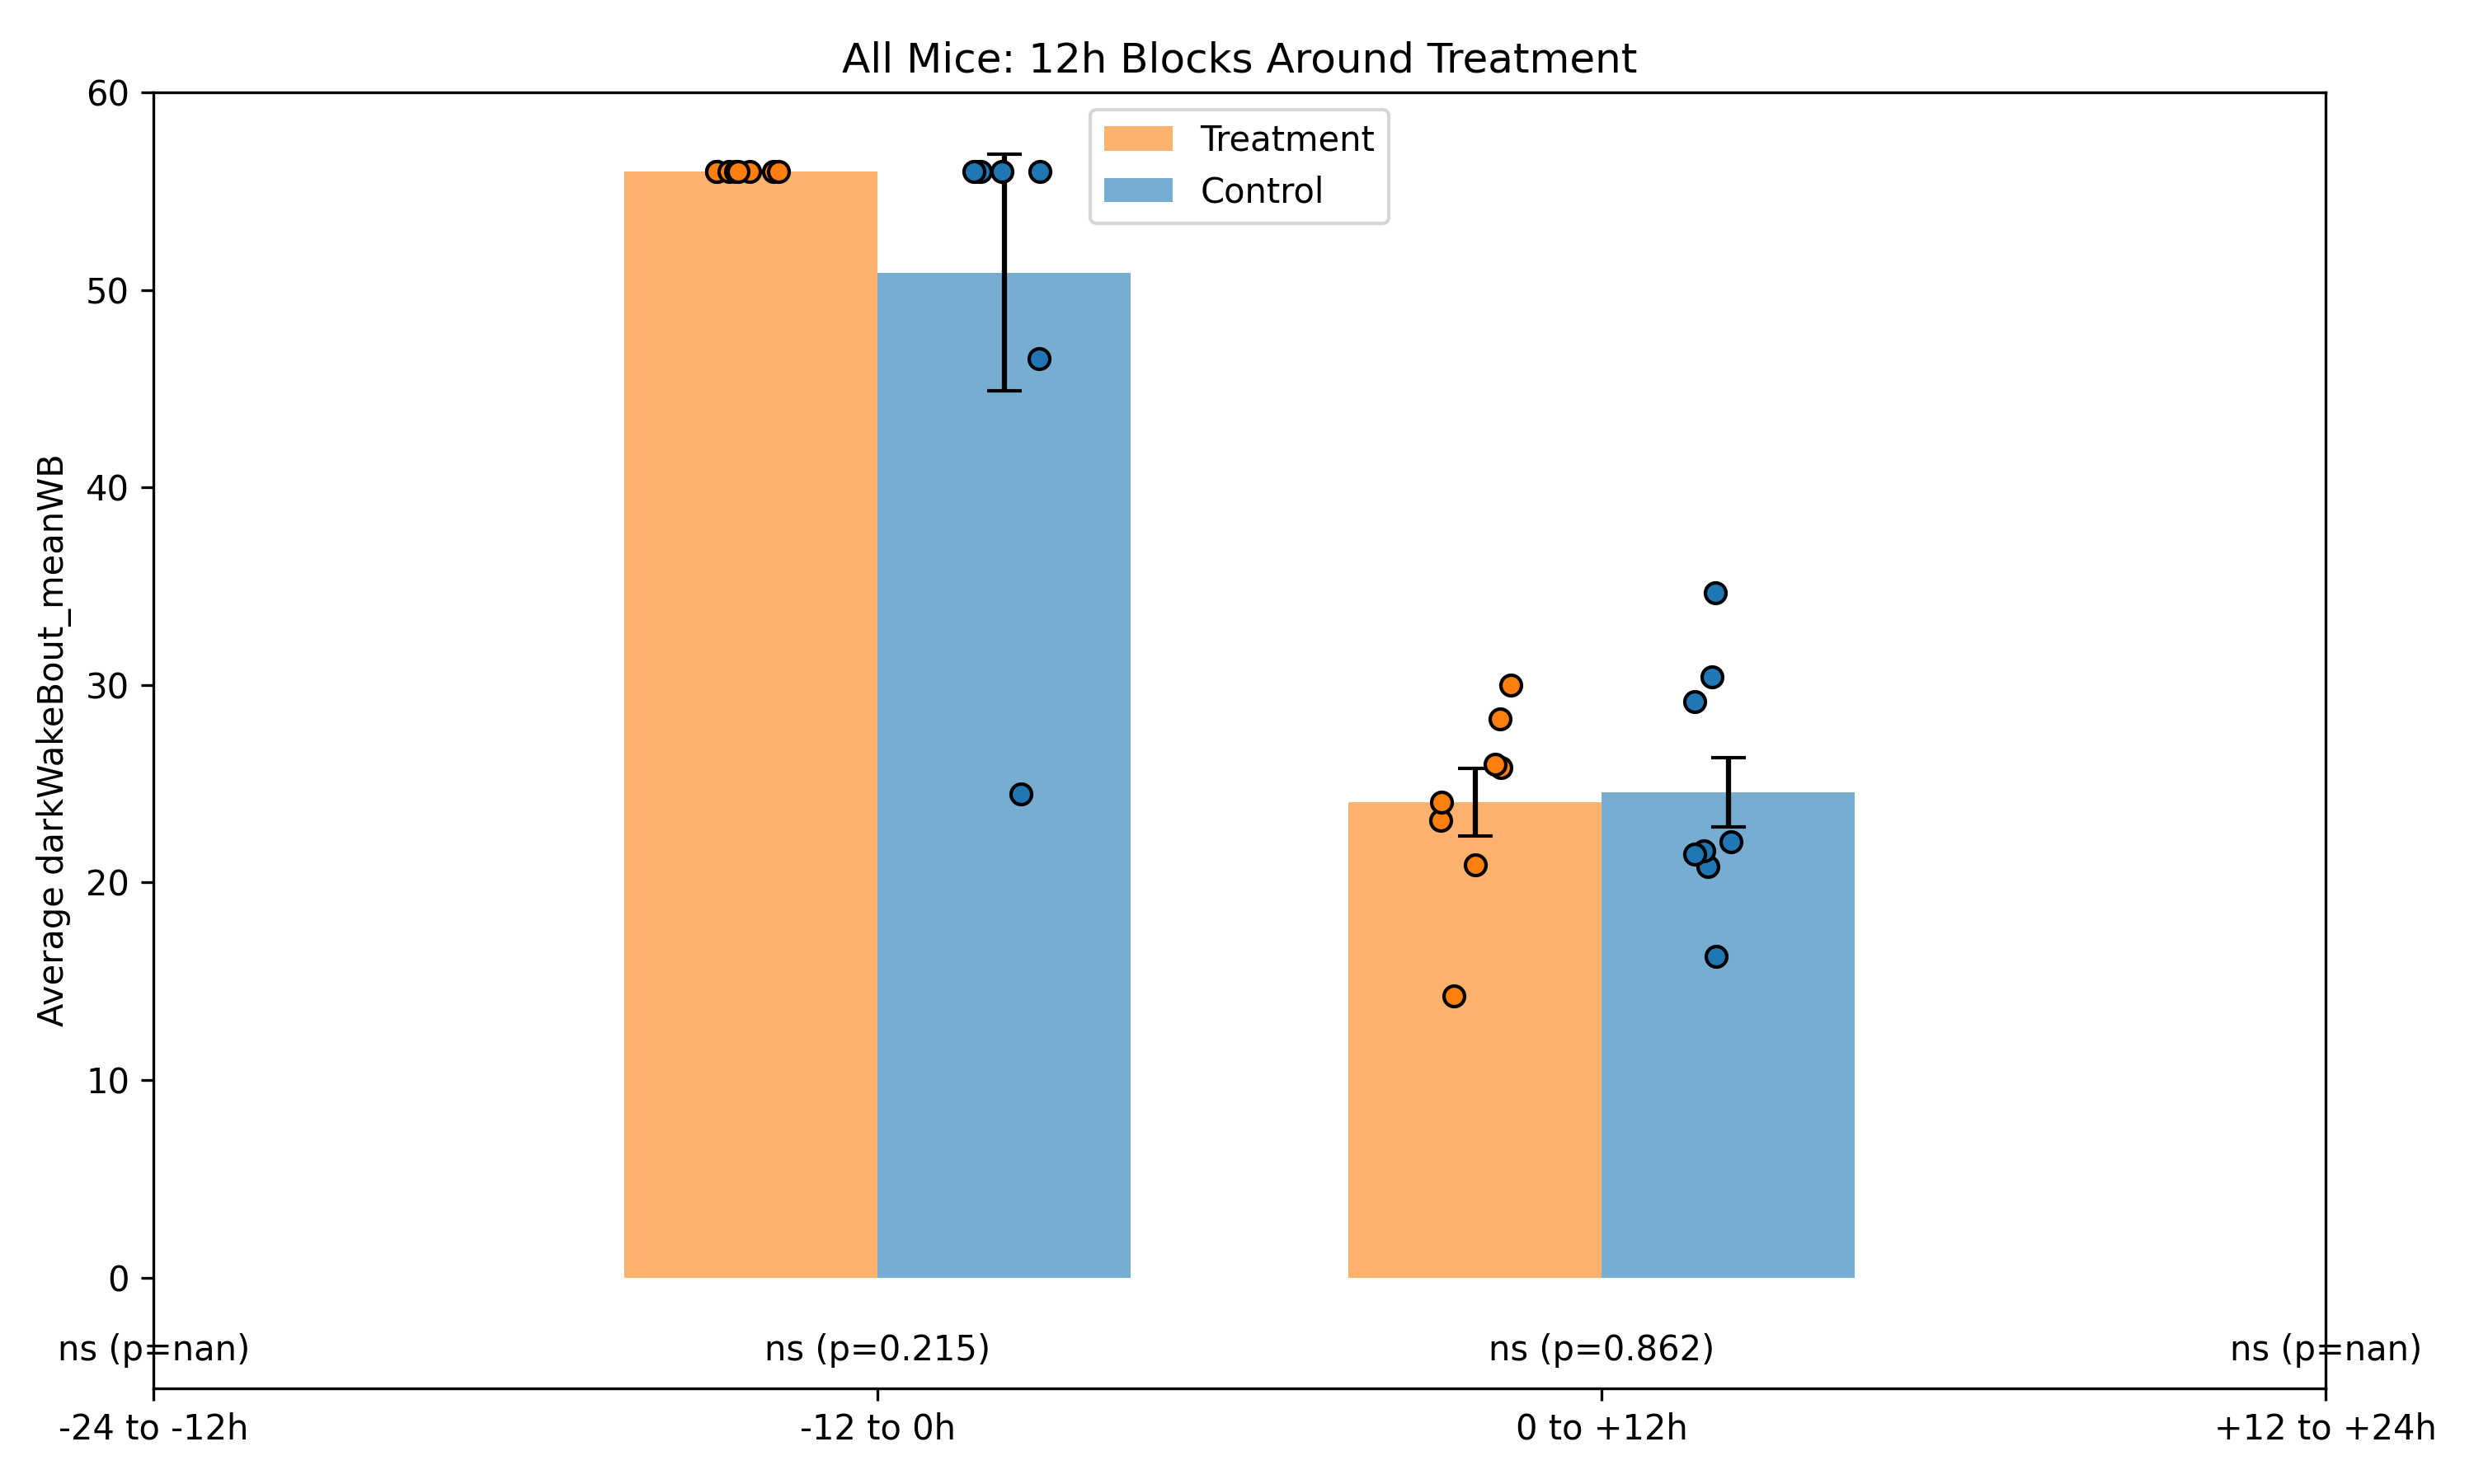 All Mice: 12h Blocks Around Treatment
Treatment
Control
Average darkWakeBout_meanWB
60
50
40
30
20
10
0
ns (p=nan)
ns (p=0.215)
ns (p=0.862)
ns (p=nan)
-24 to -12h
-12 to 0h
0 to +12h
+12 to +24h